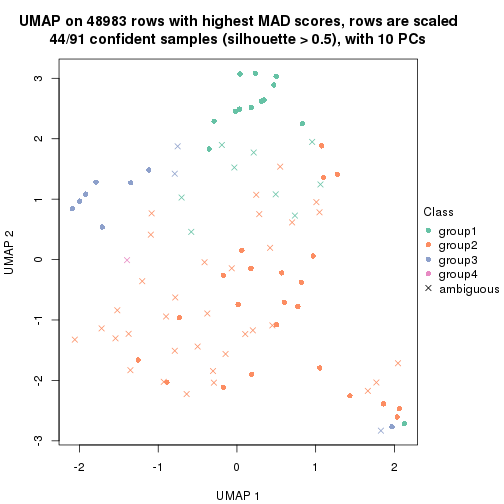 UMAP on 48983 rows with highest MAD scores, rows are scaled
44/91 confident samples (silhouette > 0.5), with 10 PCs
3
2
1
0
-1
-2
-3
UMAP 2
-2
-1
0
1
2
UMAP 1
Class
group1
group2
group3
group4
ambiguous